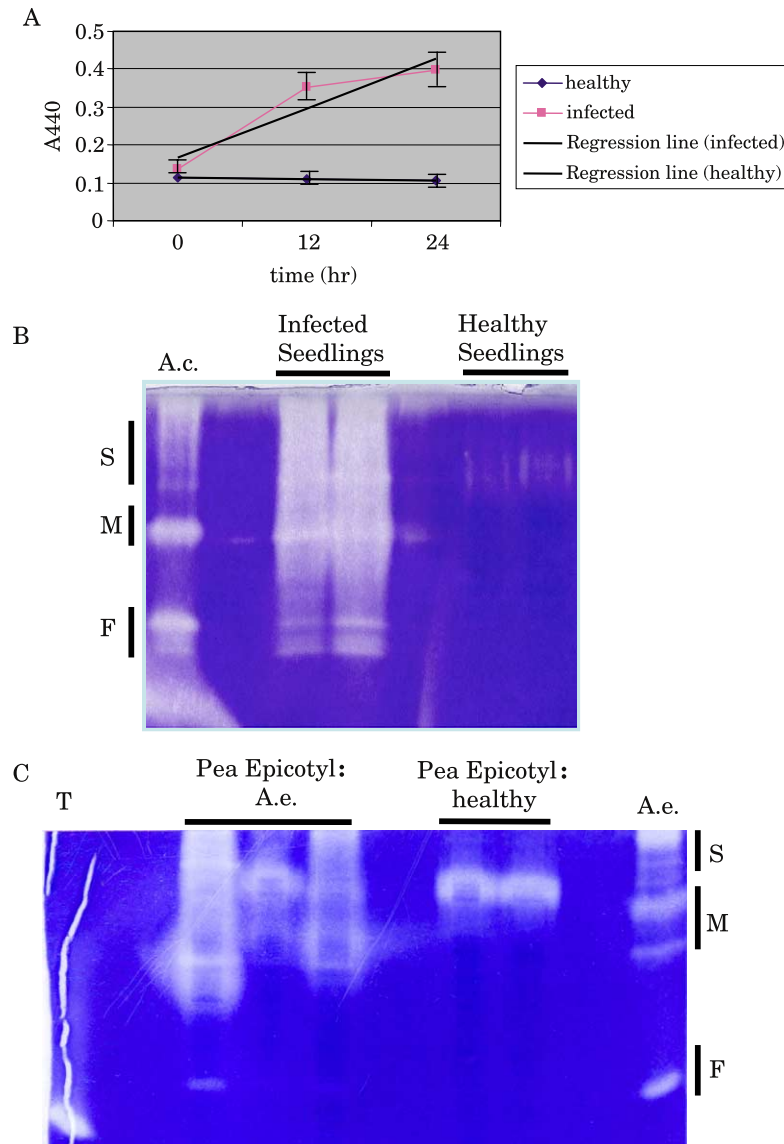 A
0.5
0.4
0.3
0.2
0.1
0
A440
0
12
24
time (hr)
healthy
infected
Regression line (infected)
Regression line (healthy)
B
A.c.
Infected
Seedlings
Healthy
Seedlings
S
M
F
C
T
Pea Epicotyl:
A.e.
Pea Epicotyl:
healthy
A.e.
S
M
F